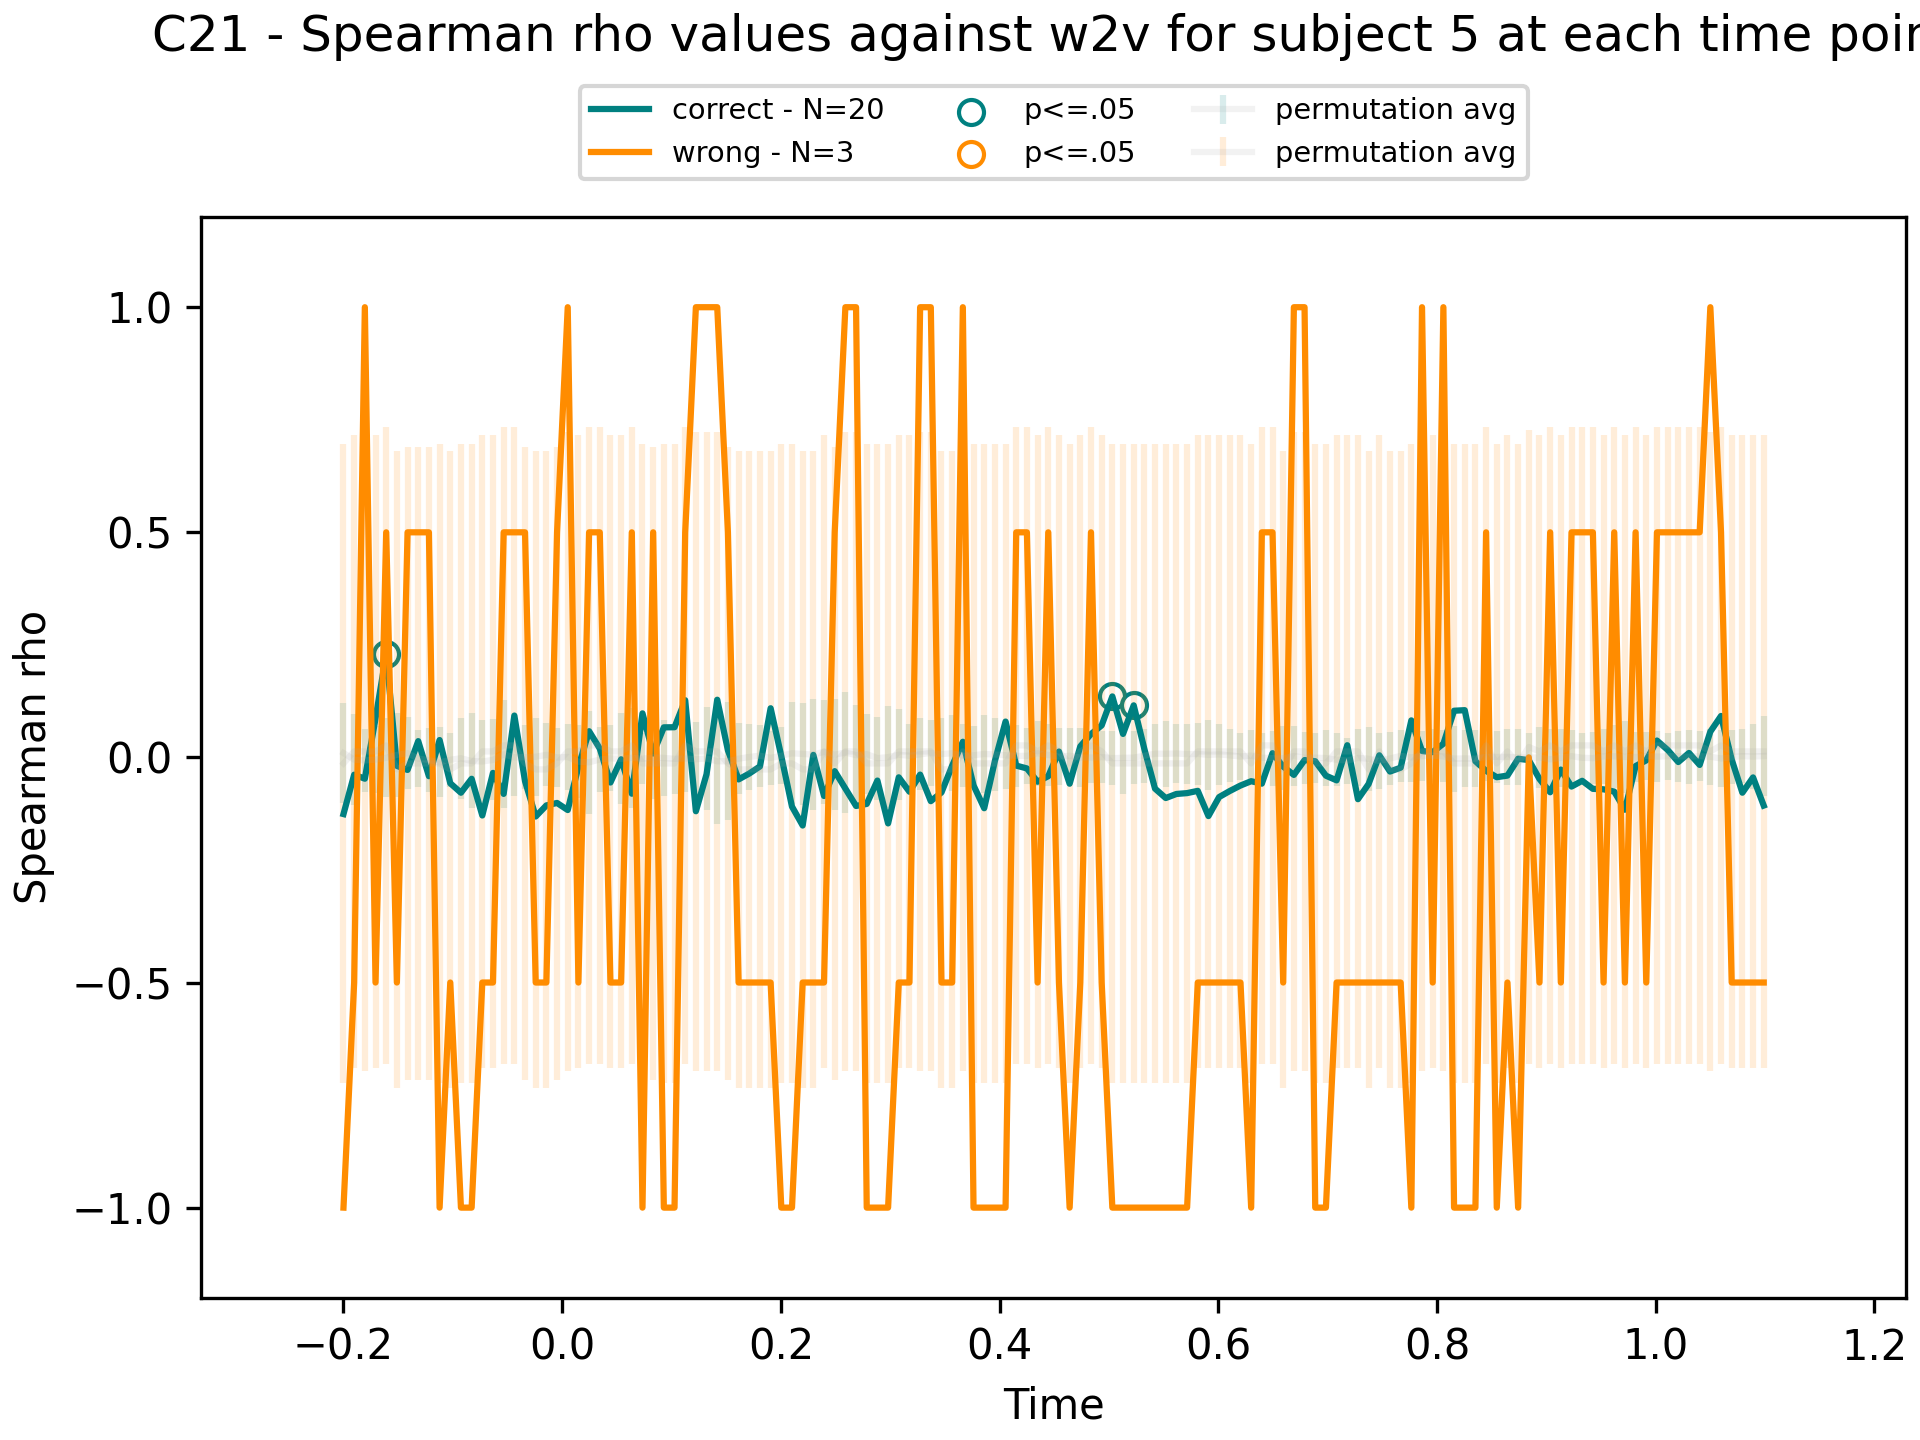 C21 - Spearman rho values against w2v for subject 5 at each time poin
correct - N=20
wrong - N=3
p<=.05
p<=.05
permutation avg
permutation avg
1.0
0.5
0.0
−0.5
−1.0
Spearman rho
−0.2 0.0 0.2 0.4 0.6 0.8 1.0 1.2
Time